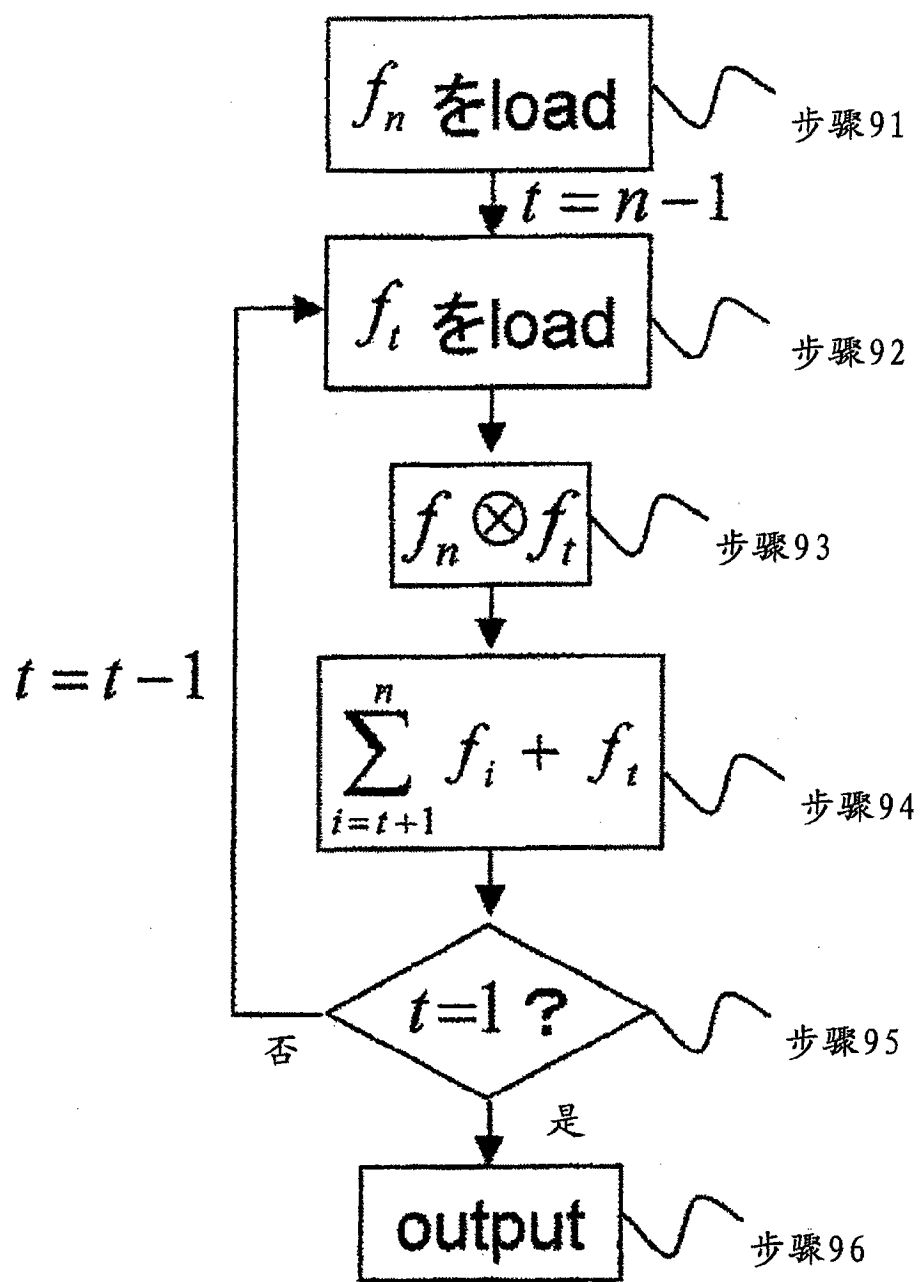 fₙ をload
步骤91
t = n − 1
fₜ をload
步骤92
fₙ ⊗ fₜ
步骤93
t = t − 1
n
∑ fᵢ + fₜ
i = t + 1
步骤94
t = 1 ?
步骤95
否
是
output
步骤96